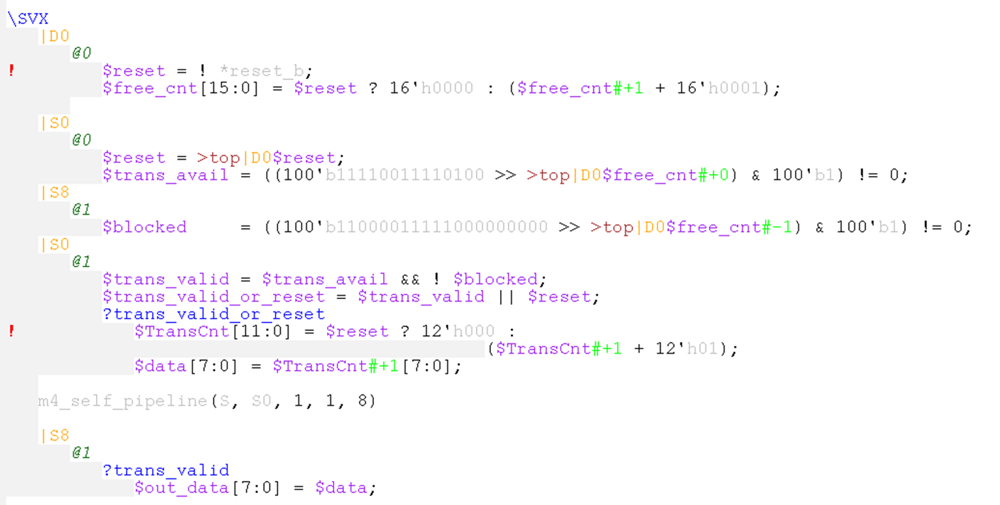 \SVX
|D0
@0
! $reset = ! *reset_b;
$free_cnt[15:0] = $reset ? 16'h0000 : ($free_cnt#+1 + 16'h0001);
|S0
@0
$reset = >top|D0$reset;
$trans_avail = ((100'b11110011110100 >> >top|D0$free_cnt#+0) & 100'b1) != 0;
|S8
@1
$blocked = ((100'b11000011111000000000 >> >top|D0$free_cnt#-1) & 100'b1) != 0;
|S0
@1
$trans_valid = $trans_avail && ! $blocked;
$trans_valid_or_reset = $trans_valid || $reset;
?trans_valid_or_reset
! $TransCnt[11:0] = $reset ? 12'h000 :
($TransCnt#+1 + 12'h01);
$data[7:0] = $TransCnt#+1[7:0];
m4_self_pipeline(S, S0, 1, 1, 8)
|S8
@1
?trans_valid
$out_data[7:0] = $data;